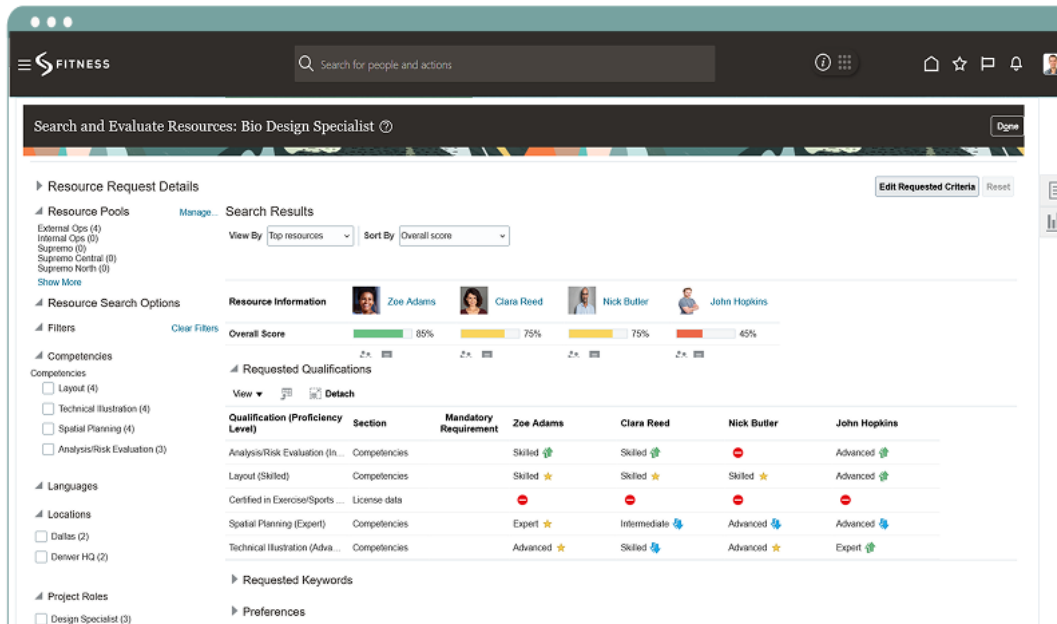 FITNESS
Search for people and actions
Search and Evaluate Resources: Bio Design Specialist
Done
Resource Request Details
Edit Requested Criteria
Reset
Resource Pools
Manage...
External Ops (4)
Internal Ops (0)
Supremo (0)
Supremo Central (0)
Supremo North (0)
Show More
Resource Search Options
Filters
Clear Filters
Competencies
Competencies
Layout (4)
Technical Illustration (4)
Spatial Planning (4)
Analysis/Risk Evaluation (3)
Languages
Locations
Dallas (2)
Denver HQ (2)
Project Roles
Design Specialist (3)
Search Results
View By Top resources Sort By Overall score
Resource Information Zoe Adams Clara Reed Nick Butler John Hopkins
Overall Score 85% 75% 75% 45%
Requested Qualifications
View Detach
Qualification (Proficiency Level) Section Mandatory Requirement Zoe Adams Clara Reed Nick Butler John Hopkins
Analysis/Risk Evaluation (In... Competencies Skilled Skilled Advanced
Layout (Skilled) Competencies Skilled Skilled Skilled Advanced
Certified in Exercise/Sports ... License data
Spatial Planning (Expert) Competencies Expert Intermediate Advanced Advanced
Technical Illustration (Adva... Competencies Advanced Skilled Advanced Expert
Requested Keywords
Preferences